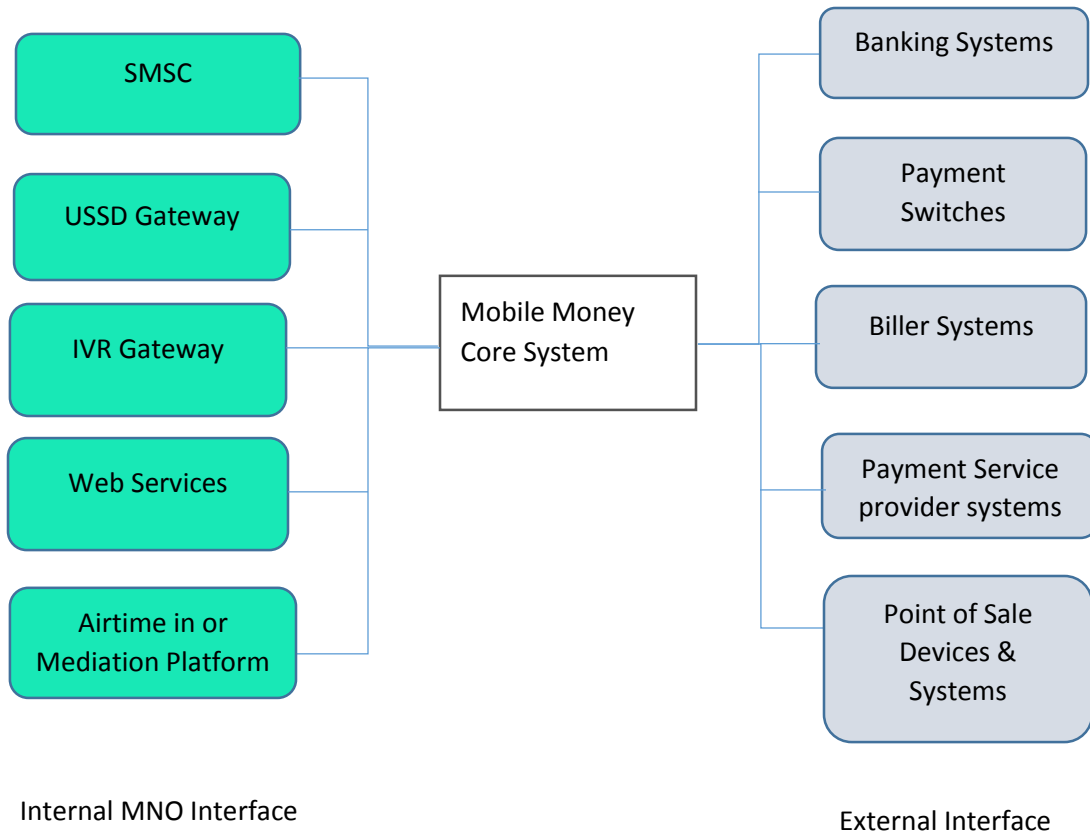 SMSC
USSD Gateway
IVR Gateway
Web Services
Airtime in or
Mediation Platform
Internal MNO Interface
Mobile Money
Core System
Banking Systems
Payment
Switches
Biller Systems
Payment Service
provider systems
Point of Sale
Devices &
Systems
External Interface